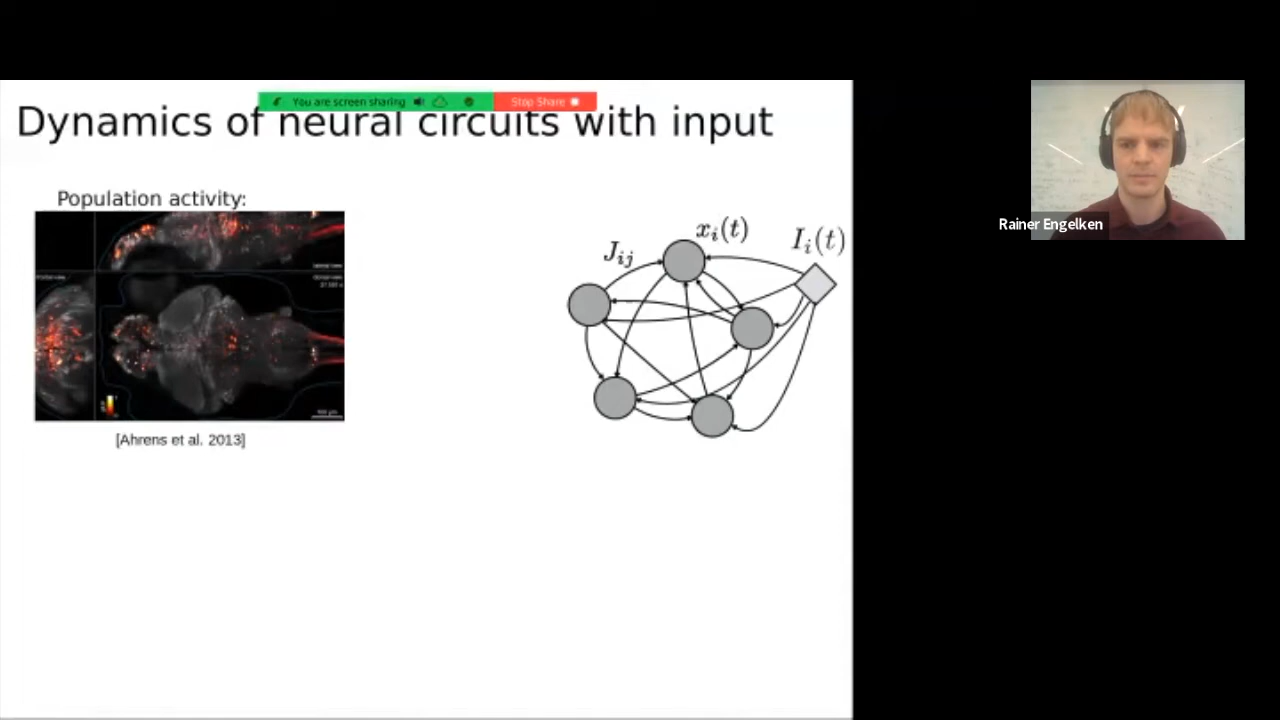 You are screen sharing
Stop Share
Dynamics of neural circuits with input
Rainer Engelken
Population activity:
x_i(t)
I_i(t)
J_ij
[Ahrens et al. 2013]